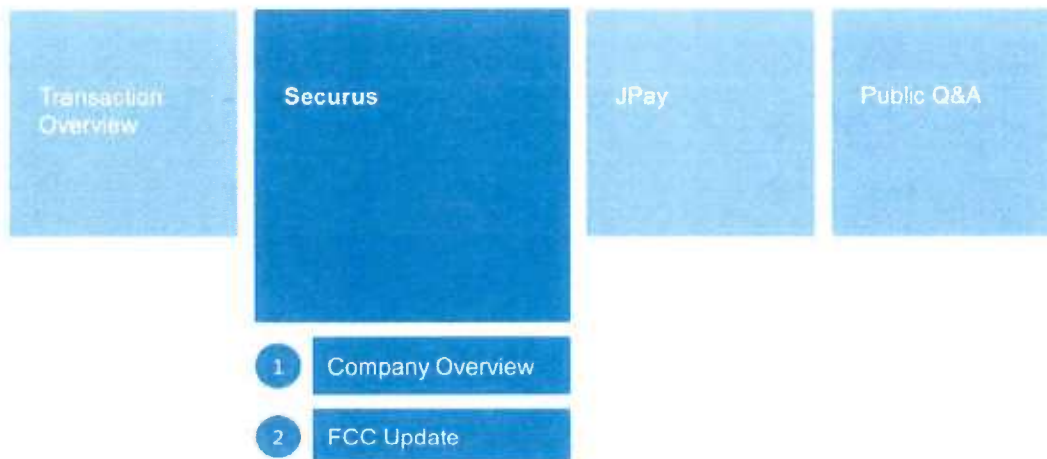 Transaction
Overview
Securus
JPay
Public Q&A
1
Company Overview
2
FCC Update